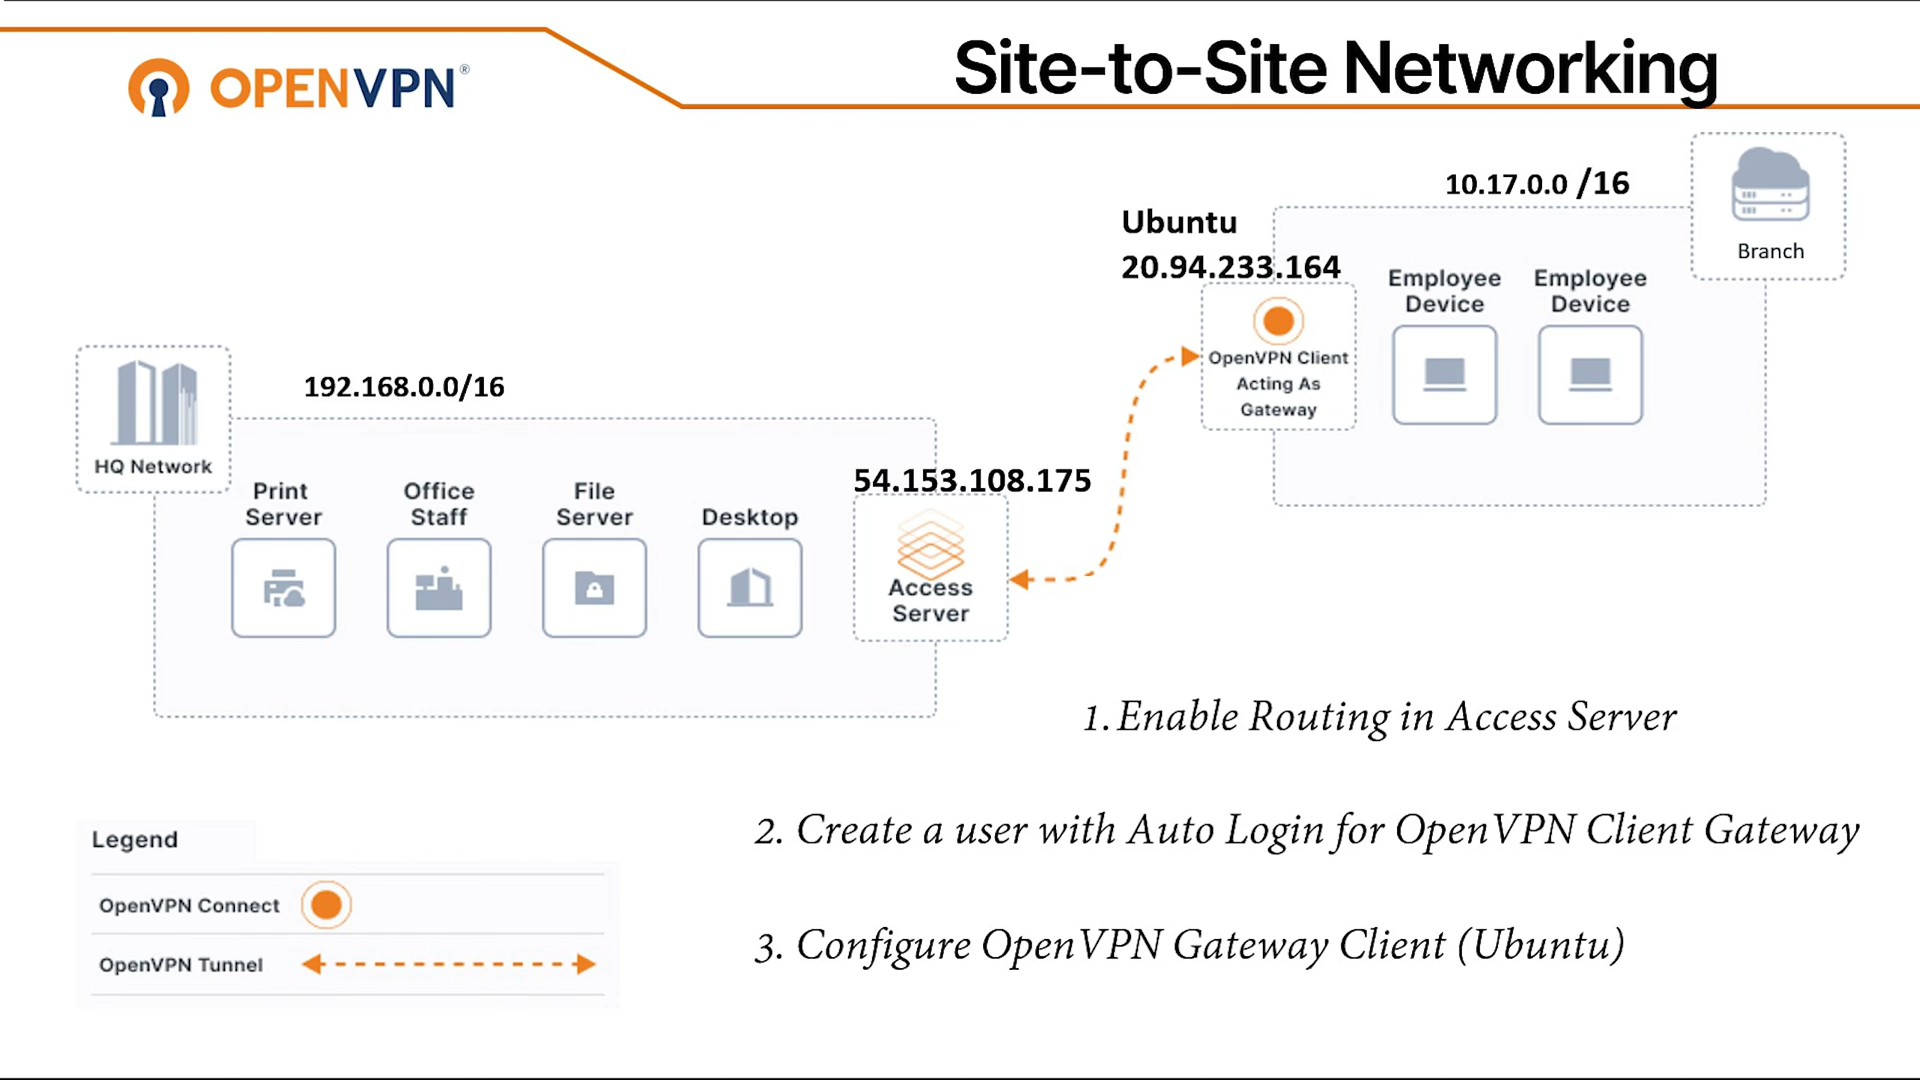 OPENVPN®
Site-to-Site Networking
10.17.0.0 /16
Branch
Ubuntu
20.94.233.164
Employee
Device
Employee
Device
OpenVPN Client
Acting As
Gateway
HQ Network
192.168.0.0/16
Print
Server
Office
Staff
File
Server
Desktop
54.153.108.175
Access
Server
1. Enable Routing in Access Server
2. Create a user with Auto Login for OpenVPN Client Gateway
3. Configure OpenVPN Gateway Client (Ubuntu)
Legend
OpenVPN Connect
OpenVPN Tunnel